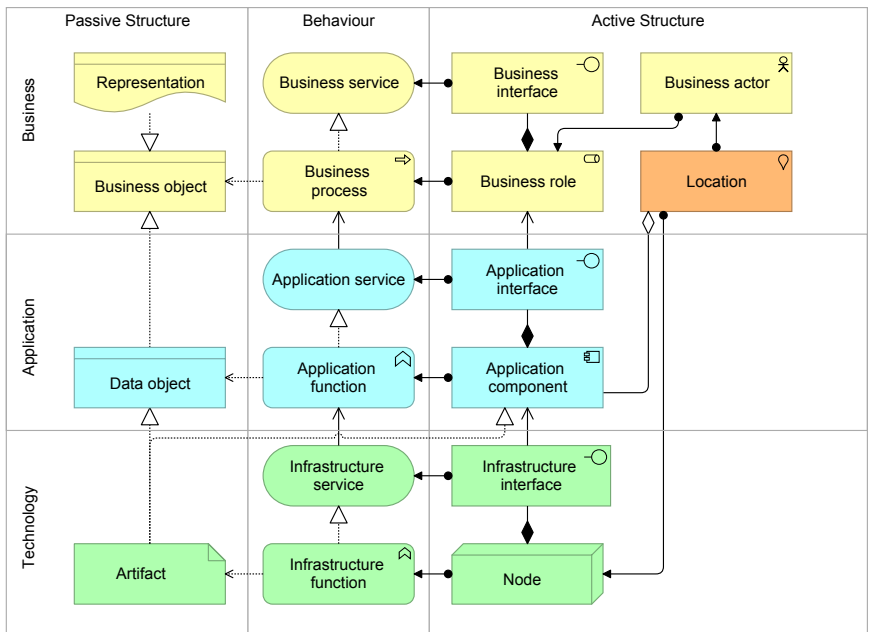 Passive Structure
Behaviour
Active Structure
Business
Representation
Business service
Business
interface
Business actor
Business object
Business
process
Business role
Location
Application
Application service
Application
interface
Data object
Application
function
Application
component
Technology
Infrastructure
service
Infrastructure
interface
Artifact
Infrastructure
function
Node